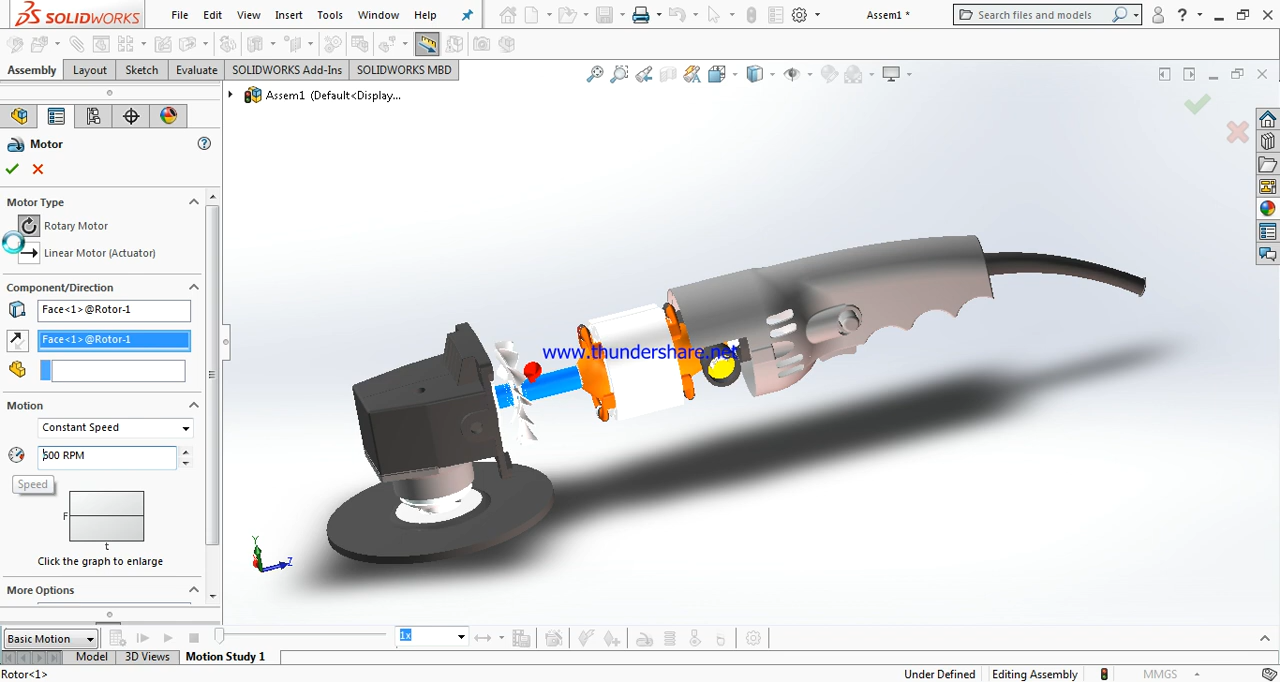 SOLIDWORKS
File Edit View Insert Tools Window Help
Assem1 *
Search files and models
Assembly Layout Sketch Evaluate SOLIDWORKS Add-Ins SOLIDWORKS MBD
Assem1 (Default<Display...
Motor
Motor Type
Rotary Motor
Linear Motor (Actuator)
Component/Direction
Face<1>@Rotor-1
Face<1>@Rotor-1
Motion
Constant Speed
500 RPM
Speed
F
t
Click the graph to enlarge
More Options
www.thundershare.net
Y
Z
Basic Motion
1x
Model 3D Views Motion Study 1
Rotor<1>
Under Defined Editing Assembly MMGS